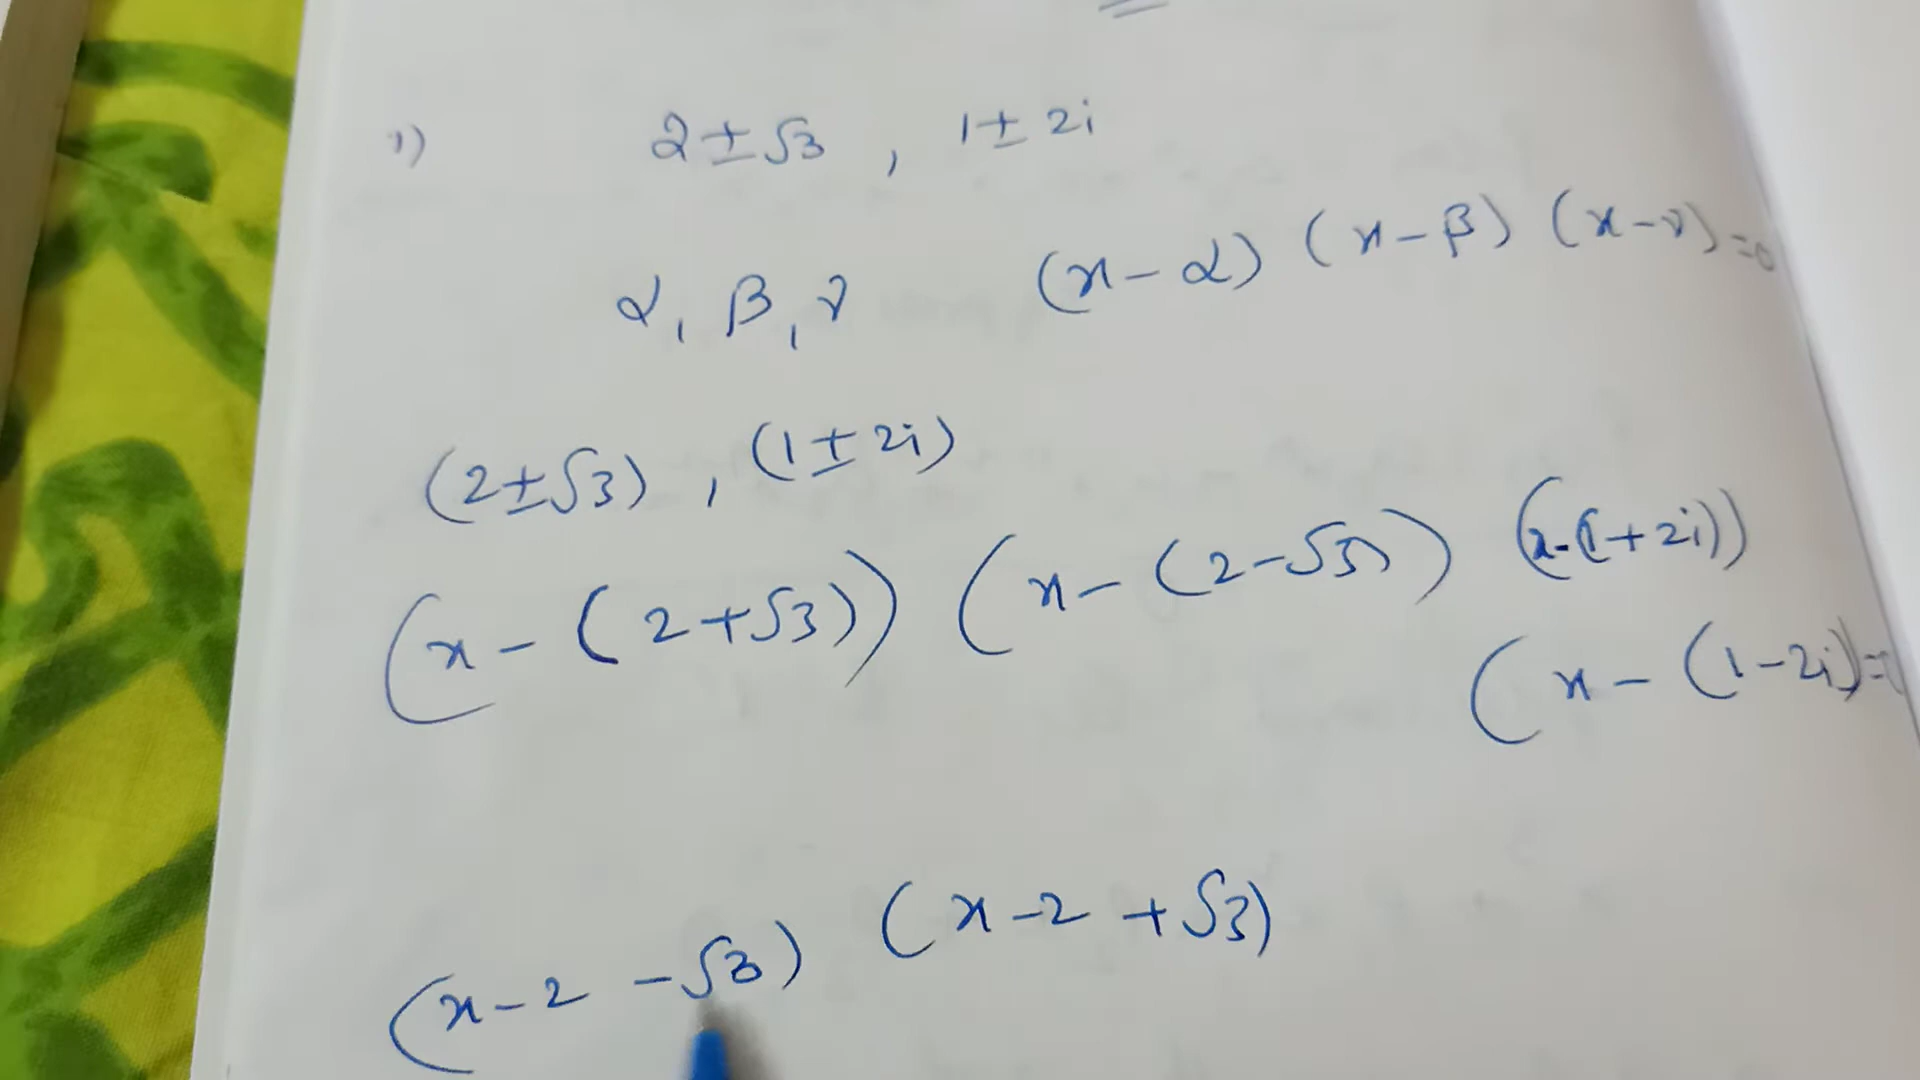 1) 2 ± √3 , 1 ± 2i
α, β, γ (x - α) (x - β) (x - γ) = 0
(2 ± √3) , (1 ± 2i)
(x - (2 + √3)) (x - (2 - √3)) (x - (1 + 2i))
(x - (1 - 2i) =
(x - 2 - √3) (x - 2 + √3)